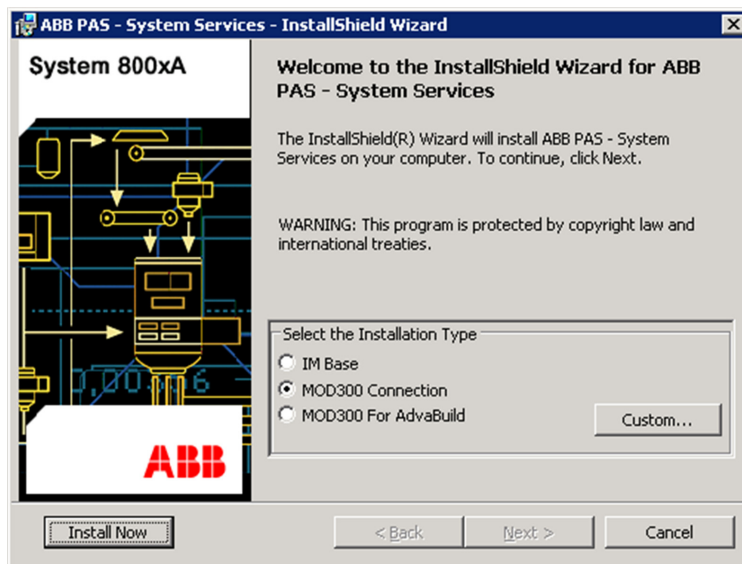 ABB PAS - System Services - InstallShield Wizard
System 800xA
Welcome to the InstallShield Wizard for ABB
PAS - System Services
The InstallShield(R) Wizard will install ABB PAS - System
Services on your computer. To continue, click Next.
WARNING: This program is protected by copyright law and
international treaties.
Select the Installation Type
IM Base
MOD300 Connection
MOD300 For AdvaBuild
Custom...
ABB
Install Now
< Back
Next >
Cancel